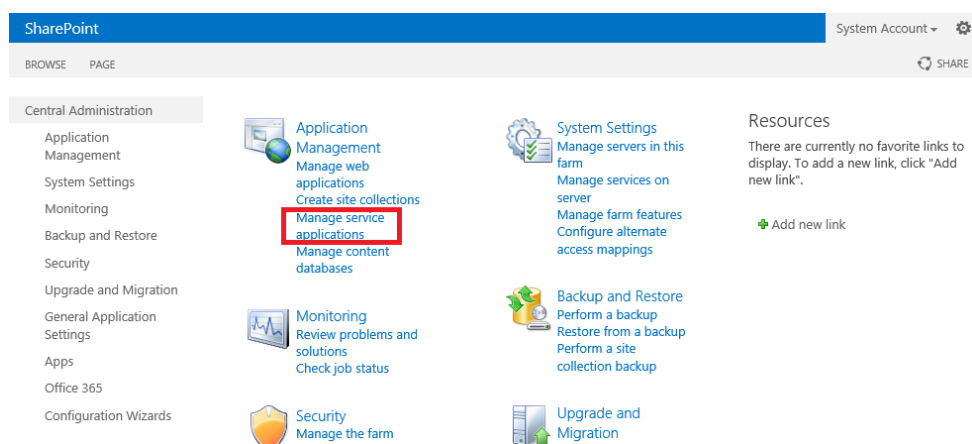 SharePoint
System Account
BROWSE PAGE
SHARE
Central Administration
Application
Management
System Settings
Monitoring
Backup and Restore
Security
Upgrade and Migration
General Application
Settings
Apps
Office 365
Configuration Wizards
Application
Management
Manage web
applications
Create site collections
Manage service
applications
Manage content
databases
Monitoring
Review problems and
solutions
Check job status
Security
Manage the farm
System Settings
Manage servers in this
farm
Manage services on
server
Manage farm features
Configure alternate
access mappings
Backup and Restore
Perform a backup
Restore from a backup
Perform a site
collection backup
Upgrade and
Migration
Resources
There are currently no favorite links to
display. To add a new link, click "Add
new link".
Add new link